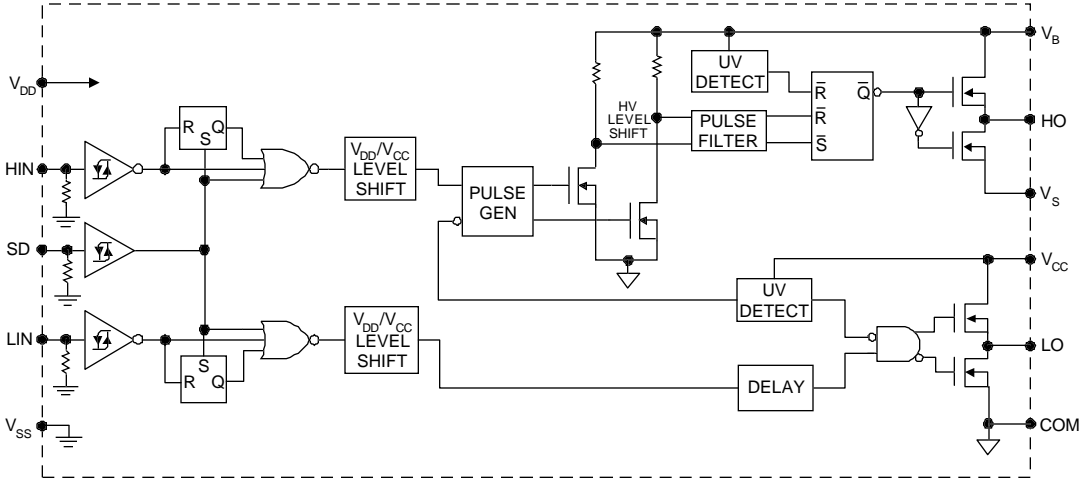 V_DD
HIN
SD
LIN
V_SS
R S Q
V_DD/V_CC
LEVEL
SHIFT
PULSE
GEN
HV
LEVEL
SHIFT
UV
DETECT
PULSE
FILTER
R̅ Q̅
R̅
S̅
V_B
HO
V_S
R S Q
V_DD/V_CC
LEVEL
SHIFT
UV
DETECT
DELAY
V_CC
LO
COM